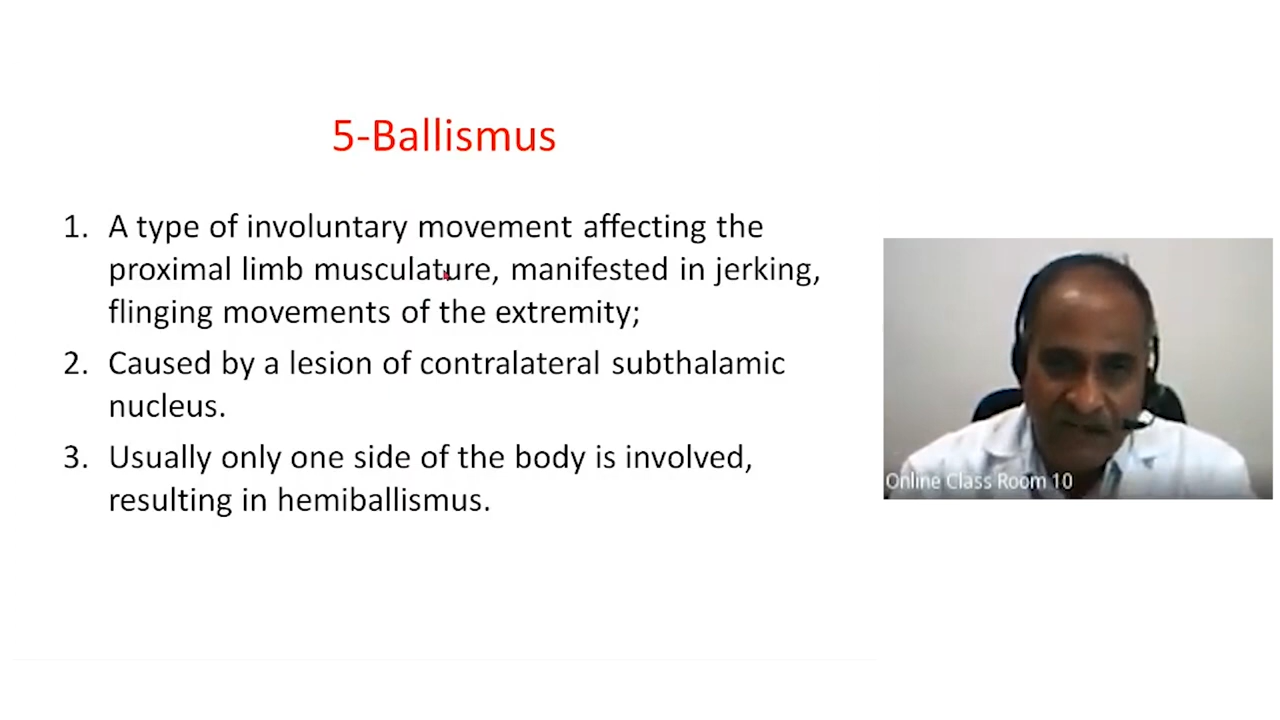 5-Ballismus
1. A type of involuntary movement affecting the
proximal limb musculature, manifested in jerking,
flinging movements of the extremity;
2. Caused by a lesion of contralateral subthalamic
nucleus.
3. Usually only one side of the body is involved,
resulting in hemiballismus.
Online Class Room 10